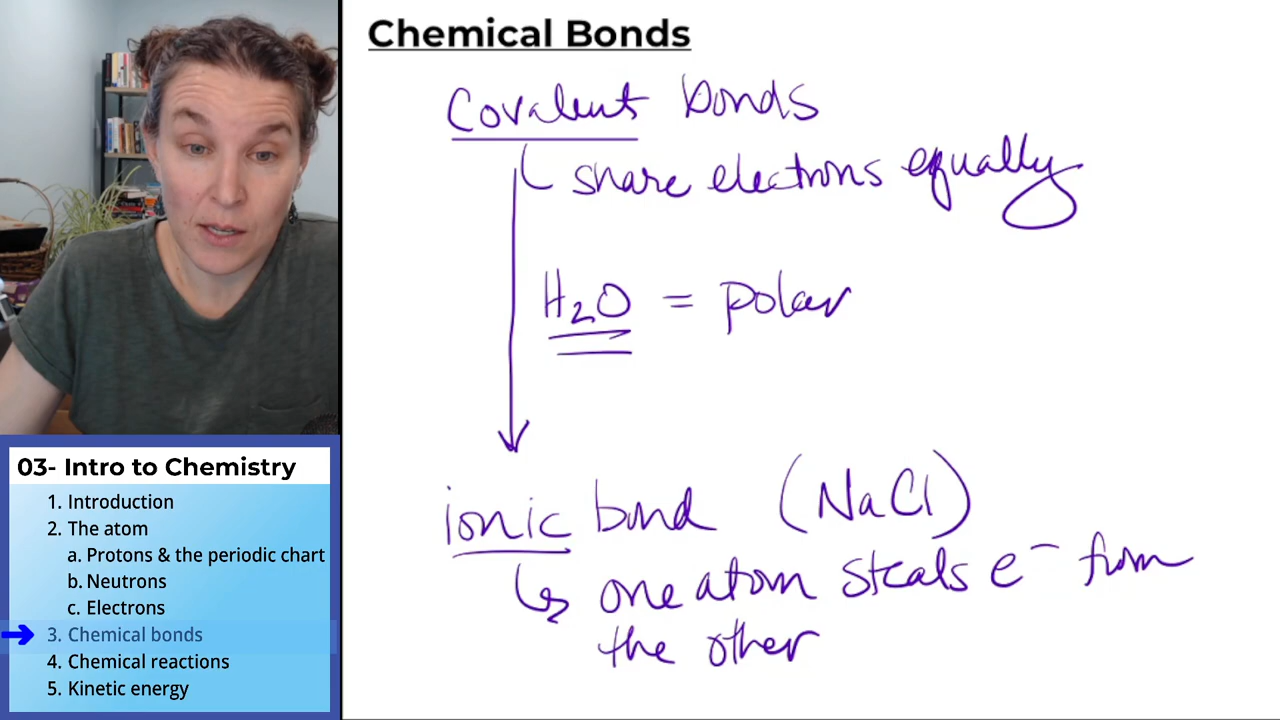 Chemical Bonds
Covalent bonds
share electrons equally
H₂O = polar
ionic bond (NaCl)
one atom steals e⁻ from
the other
03- Intro to Chemistry
1. Introduction
2. The atom
a. Protons & the periodic chart
b. Neutrons
c. Electrons
3. Chemical bonds
4. Chemical reactions
5. Kinetic energy